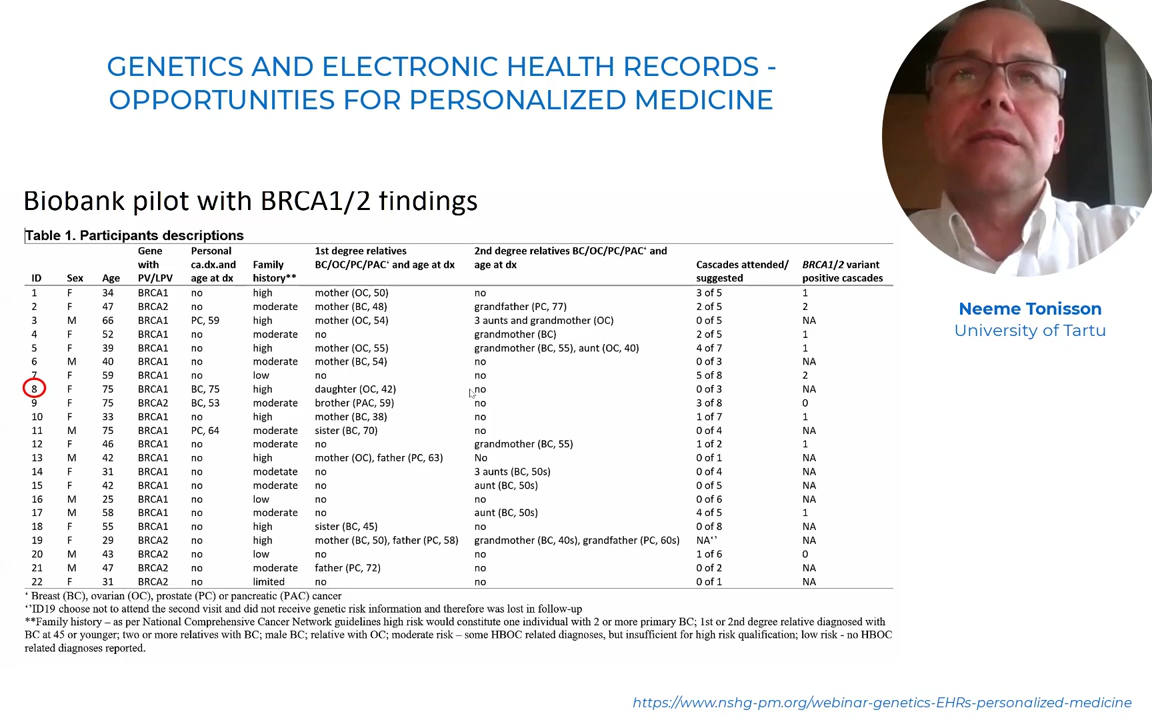 GENETICS AND ELECTRONIC HEALTH RECORDS -
OPPORTUNITIES FOR PERSONALIZED MEDICINE
Biobank pilot with BRCA1/2 findings
Table 1. Participants descriptions
ID Sex Age Gene with PV/LPV Personal ca.dx.and age at dx Family history** 1st degree relatives BC/OC/PC/PAC* and age at dx 2nd degree relatives BC/OC/PC/PAC* and age at dx Cascades attended/ suggested BRCA1/2 variant positive cascades
1 F 34 BRCA1 no high mother (OC, 50) no 3 of 5 1
2 F 47 BRCA2 no moderate mother (BC, 48) grandfather (PC, 77) 2 of 5 2
3 M 66 BRCA1 PC, 59 high mother (OC, 54) 3 aunts and grandmother (OC) 0 of 5 NA
4 F 52 BRCA1 no moderate no grandmother (BC) 2 of 5 1
5 F 39 BRCA1 no high mother (OC, 55) grandmother (BC, 55), aunt (OC, 40) 4 of 7 1
6 M 40 BRCA1 no moderate mother (BC, 54) no 0 of 3 NA
7 F 59 BRCA1 no low no no 5 of 8 2
8 F 75 BRCA1 BC, 75 high daughter (OC, 42) no 0 of 3 NA
9 F 75 BRCA2 BC, 53 moderate brother (PAC, 59) no 3 of 8 0
10 F 33 BRCA1 no high mother (BC, 38) no 1 of 7 1
11 M 75 BRCA1 PC, 64 moderate sister (BC, 70) no 0 of 4 NA
12 F 46 BRCA1 no moderate no grandmother (BC, 55) 1 of 2 1
13 M 42 BRCA1 no high mother (OC), father (PC, 63) No 0 of 1 NA
14 F 31 BRCA1 no modetate no 3 aunts (BC, 50s) 0 of 4 NA
15 F 42 BRCA1 no moderate no aunt (BC, 50s) 0 of 5 NA
16 M 25 BRCA1 no low no no 0 of 6 NA
17 M 58 BRCA1 no moderate no aunt (BC, 50s) 4 of 5 1
18 F 55 BRCA1 no high sister (BC, 45) no 0 of 8 NA
19 F 29 BRCA2 no high mother (BC, 50), father (PC, 58) grandmother (BC, 40s), grandfather (PC, 60s) NA*' NA
20 M 43 BRCA2 no low no no 1 of 6 0
21 M 47 BRCA2 no moderate father (PC, 72) no 0 of 2 NA
22 F 31 BRCA2 no limited no no 0 of 1 NA
* Breast (BC), ovarian (OC), prostate (PC) or pancreatic (PAC) cancer
*'ID19 choose not to attend the second visit and did not receive genetic risk information and therefore was lost in follow-up
**Family history – as per National Comprehensive Cancer Network guidelines high risk would constitute one individual with 2 or more primary BC; 1st or 2nd degree relative diagnosed with
BC at 45 or younger; two or more relatives with BC; male BC; relative with OC; moderate risk – some HBOC related diagnoses, but insufficient for high risk qualification; low risk - no HBOC
related diagnoses reported.
Neeme Tonisson
University of Tartu
https://www.nshg-pm.org/webinar-genetics-EHRs-personalized-medicine